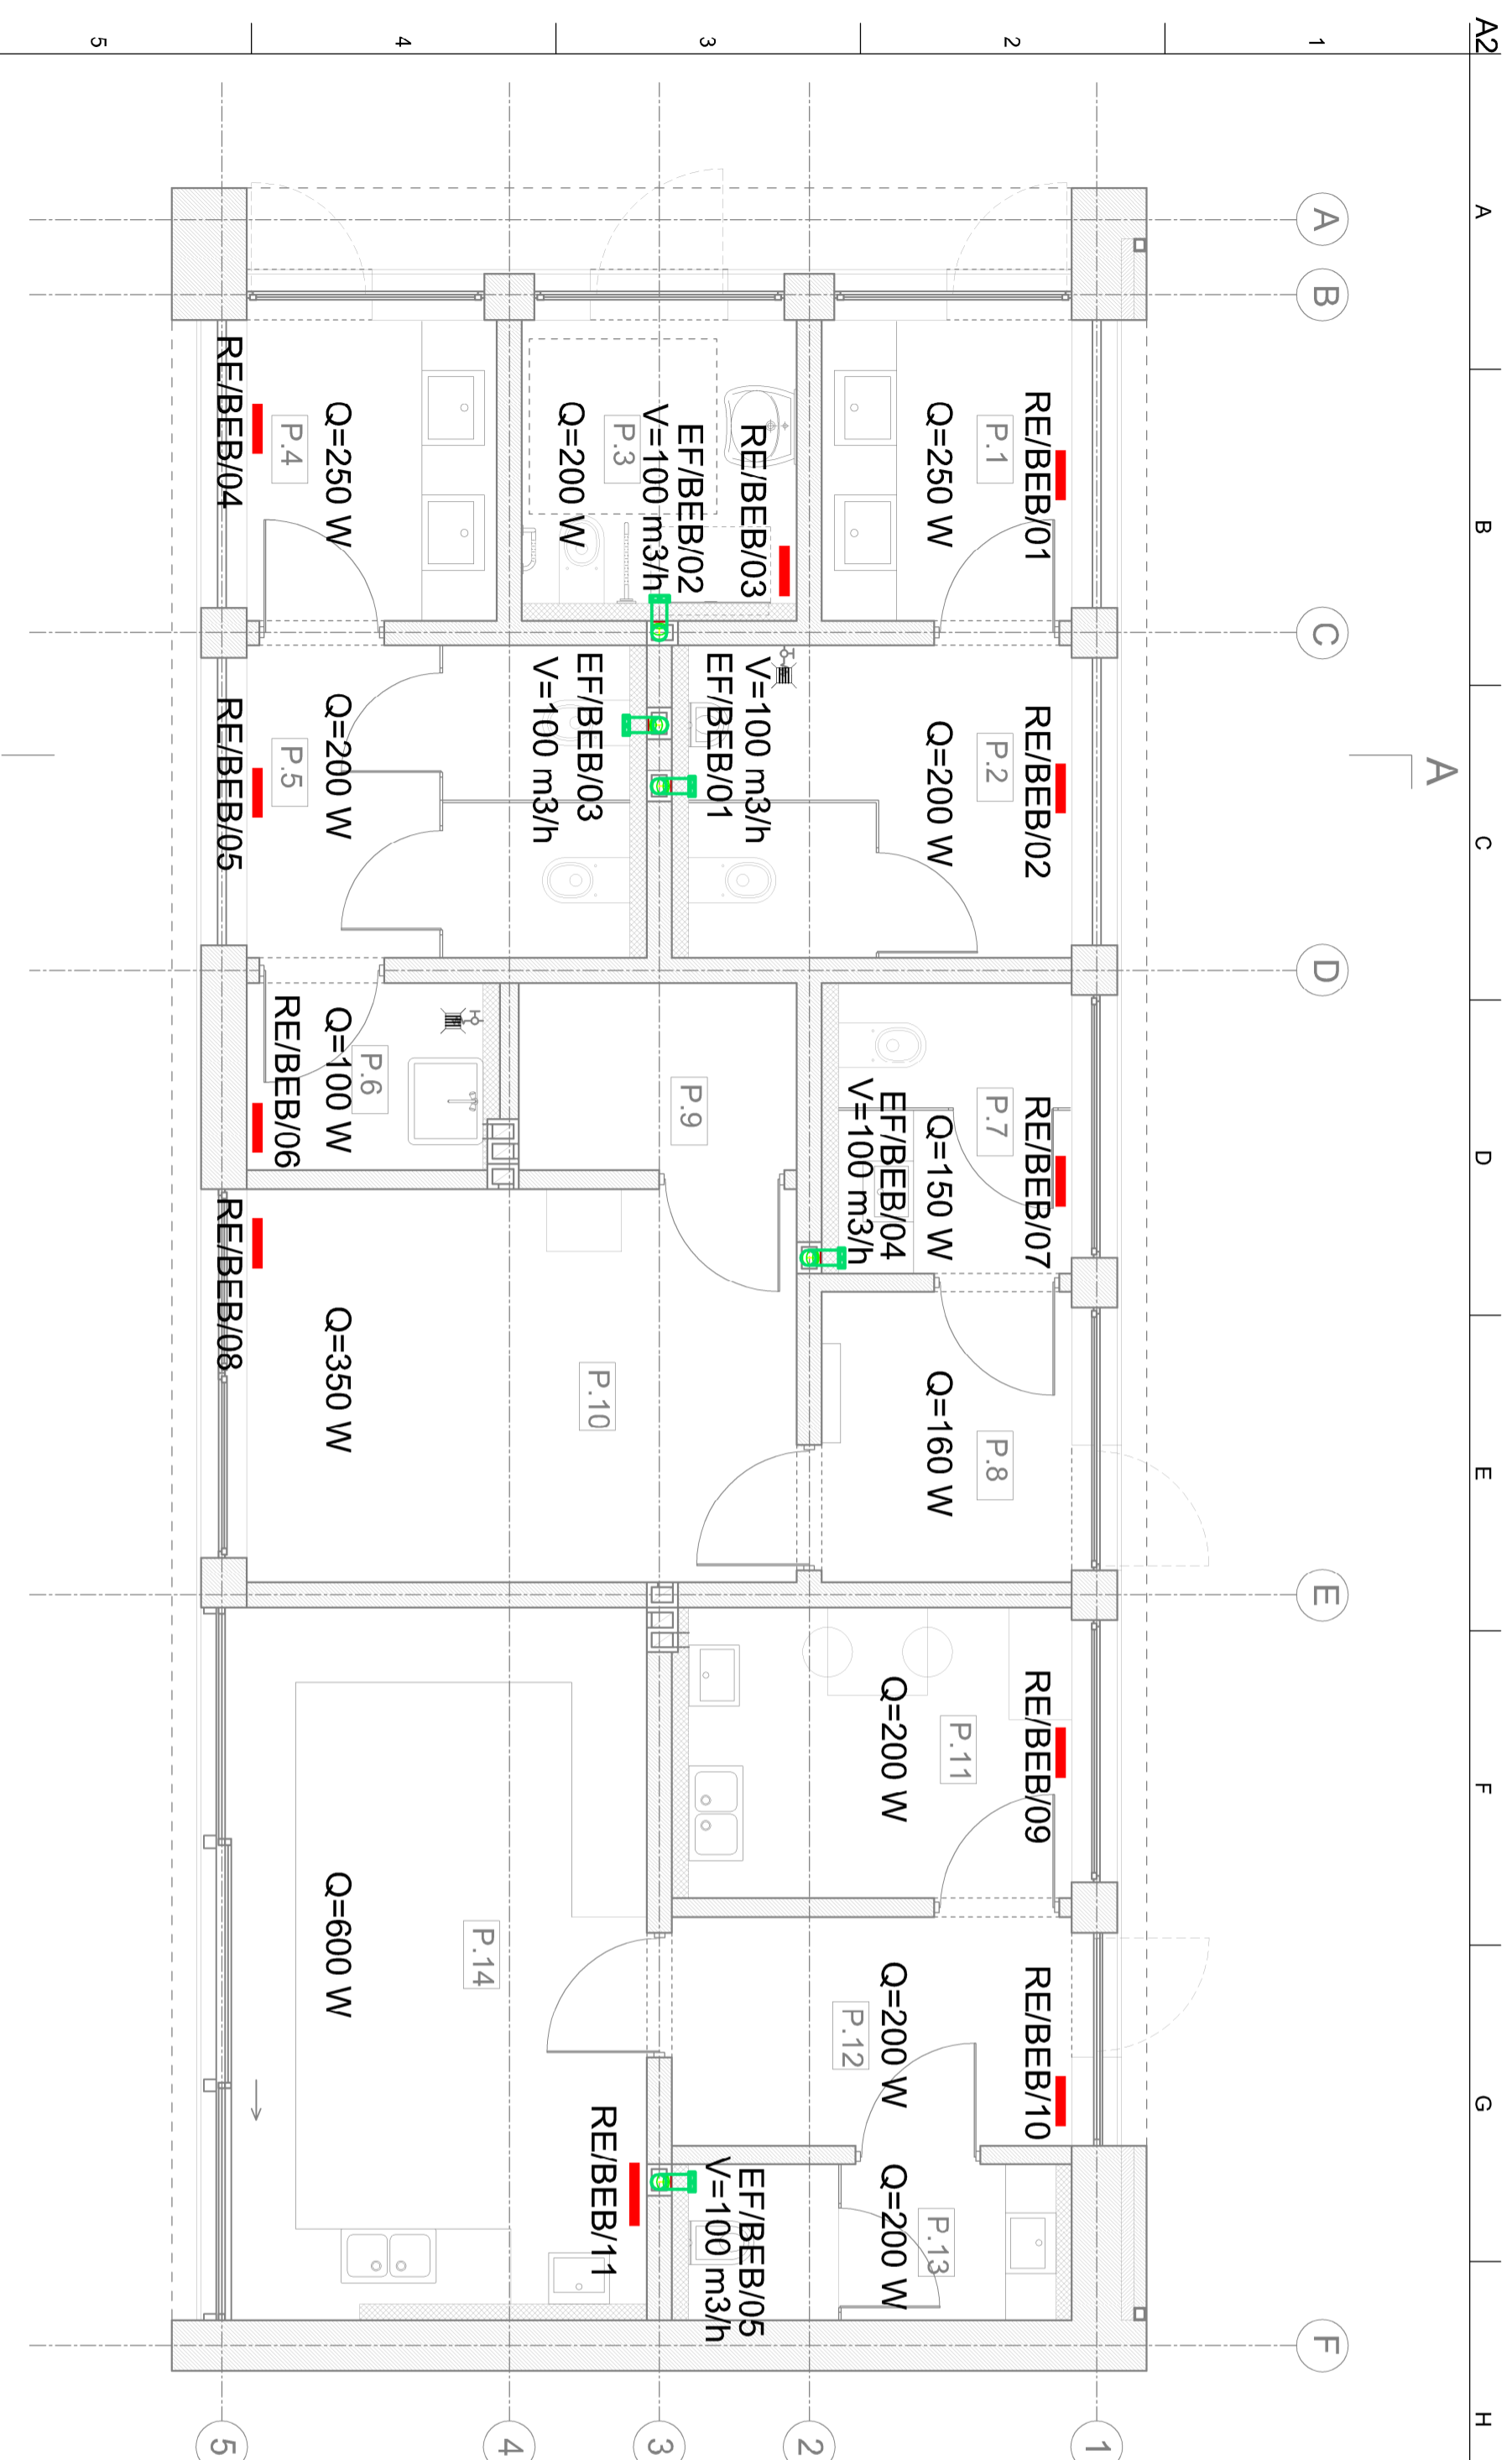 A2
1
2
3
4
5
A
B
C
D
E
F
G
H
A
B
C
D
E
F
A
RE/BEB/01
P.1
Q=250 W
RE/BEB/03
EF/BEB/02
V=100 m3/h
P.3
Q=200 W
Q=250 W
P.4
RE/BEB/04
RE/BEB/02
P.2
Q=200 W
V=100 m3/h
EF/BEB/01
EF/BEB/03
V=100 m3/h
Q=200 W
P.5
RE/BEB/05
RE/BEB/07
P.7
Q=150 W
EF/BEB/04
V=100 m3/h
P.9
P.6
Q=100 W
RE/BEB/06
P.8
Q=160 W
P.10
Q=350 W
RE/BEB/08
RE/BEB/09
P.11
Q=200 W
RE/BEB/10
Q=200 W
P.12
P.13
Q=200 W
EF/BEB/05
V=100 m3/h
RE/BEB/11
P.14
Q=600 W
1
2
3
4
5